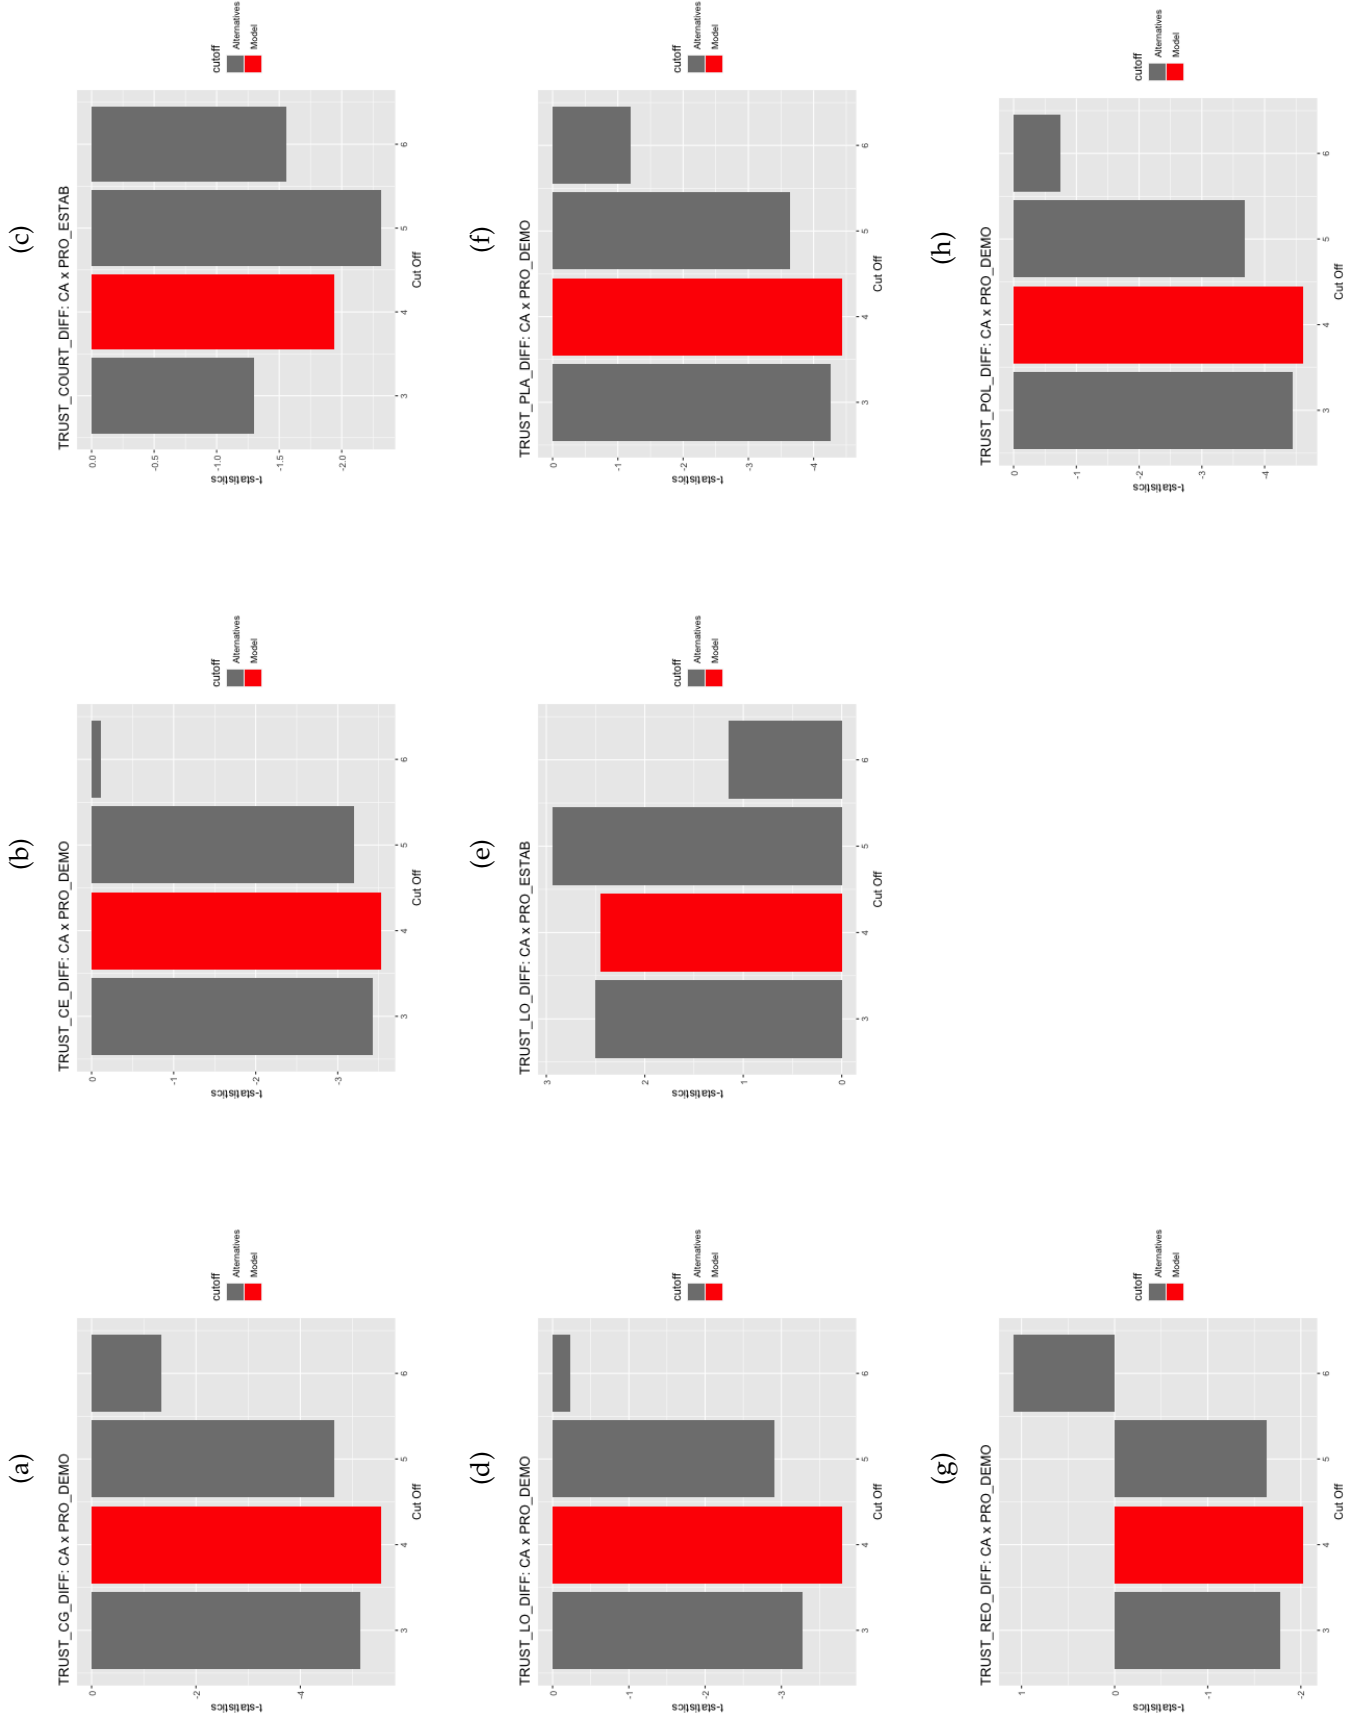 (a)
TRUST_CG_DIFF: CA x PRO_DEMO
t-statistics
0
-2
-4
3
4
5
6
Cut Off
cutoff
Alternatives
Model
(b)
TRUST_CE_DIFF: CA x PRO_DEMO
t-statistics
0
-1
-2
-3
3
4
5
6
Cut Off
cutoff
Alternatives
Model
(c)
TRUST_COURT_DIFF: CA x PRO_ESTAB
t-statistics
0.0
-0.5
-1.0
-1.5
-2.0
3
4
5
6
Cut Off
cutoff
Alternatives
Model
(d)
TRUST_LO_DIFF: CA x PRO_DEMO
t-statistics
0
-1
-2
-3
3
4
5
6
Cut Off
cutoff
Alternatives
Model
(e)
TRUST_LO_DIFF: CA x PRO_ESTAB
t-statistics
3
2
1
0
3
4
5
6
Cut Off
cutoff
Alternatives
Model
(f)
TRUST_PLA_DIFF: CA x PRO_DEMO
t-statistics
0
-1
-2
-3
-4
3
4
5
6
Cut Off
cutoff
Alternatives
Model
(g)
TRUST_REO_DIFF: CA x PRO_DEMO
t-statistics
1
0
-1
-2
3
4
5
6
Cut Off
cutoff
Alternatives
Model
(h)
TRUST_POL_DIFF: CA x PRO_DEMO
t-statistics
0
-1
-2
-3
-4
3
4
5
6
Cut Off
cutoff
Alternatives
Model